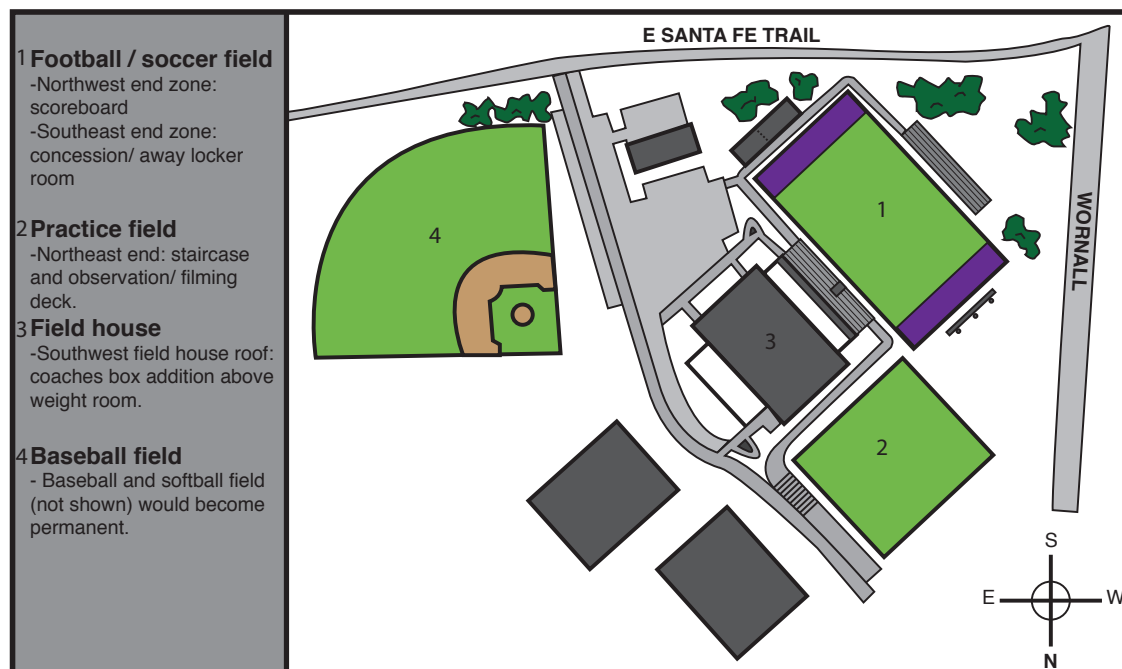 1 Football / soccer field
-Northwest end zone:
scoreboard
-Southeast end zone:
concession/ away locker
room
2 Practice field
-Northeast end: staircase
and observation/ filming
deck.
3 Field house
-Southwest field house roof:
coaches box addition above
weight room.
4 Baseball field
- Baseball and softball field
(not shown) would become
permanent.
E SANTA FE TRAIL
WORNALL
1
4
3
2
S
E W
N